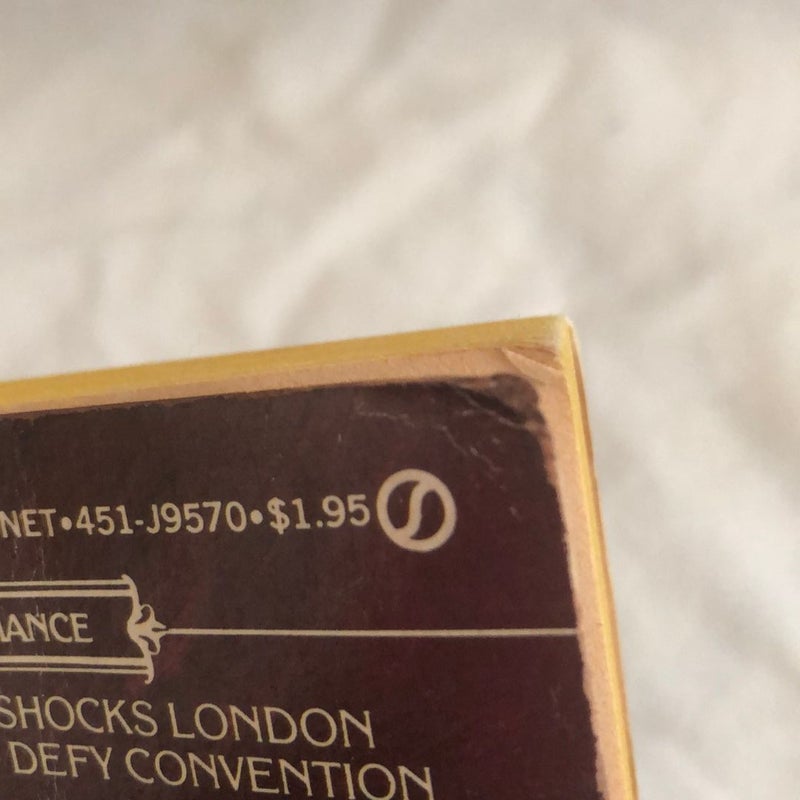 NET•451-J9570•$1.95
ANCE
SHOCKS LONDON
DEFY CONVENTION